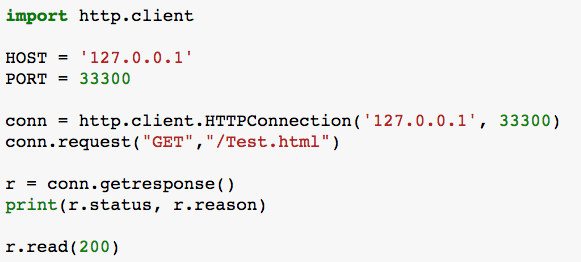 import http.client
HOST = '127.0.0.1'
PORT = 33300
conn = http.client.HTTPConnection('127.0.0.1', 33300)
conn.request("GET","/Test.html")
r = conn.getresponse()
print(r.status, r.reason)
r.read(200)